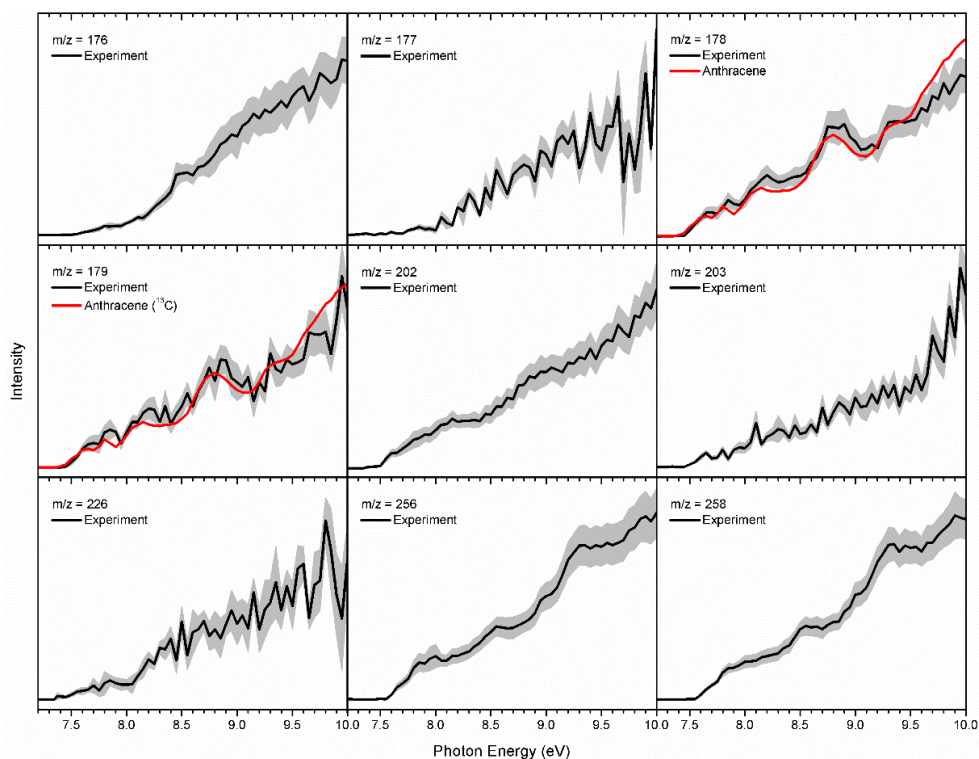 m/z = 176
Experiment
m/z = 177
Experiment
m/z = 178
Experiment
Anthracene
m/z = 179
Experiment
Anthracene (¹³C)
m/z = 202
Experiment
m/z = 203
Experiment
m/z = 226
Experiment
m/z = 256
Experiment
m/z = 258
Experiment
Intensity
7.5 8.0 8.5 9.0 9.5 10.0 7.5 8.0 8.5 9.0 9.5 10.0 7.5 8.0 8.5 9.0 9.5 10.0
Photon Energy (eV)